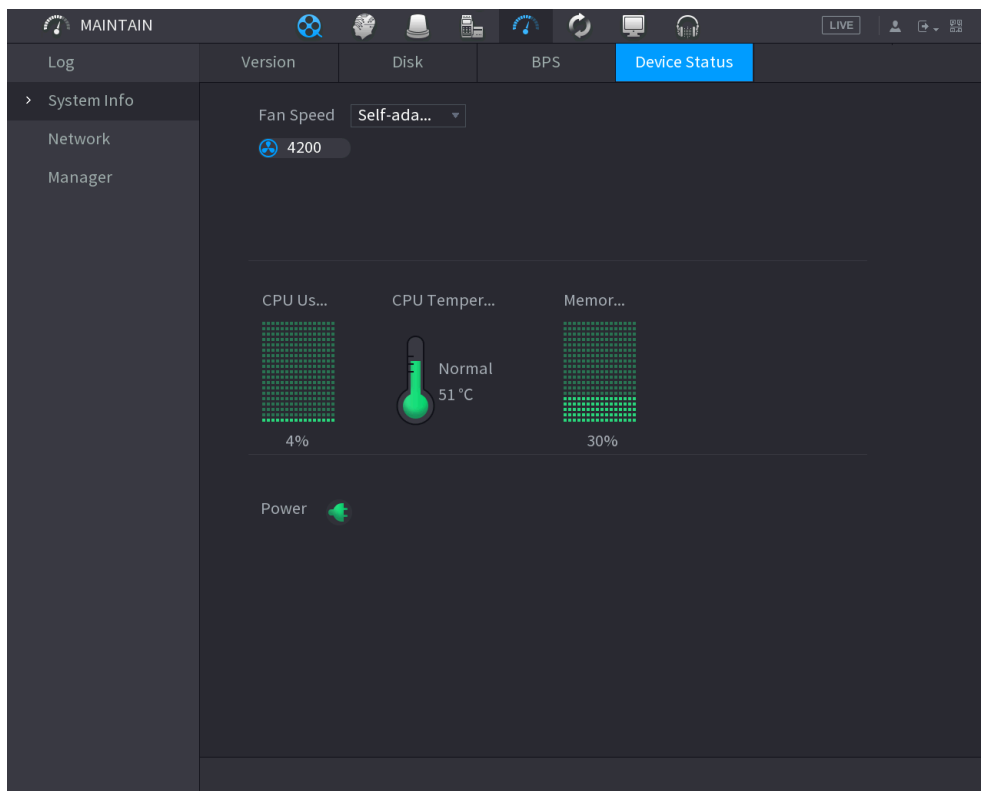 MAINTAIN
LIVE
Log
Version
Disk
BPS
Device Status
System Info
Network
Manager
Fan Speed
Self-ada...
4200
CPU Us...
CPU Temper...
Memor...
Normal
51 °C
4%
30%
Power